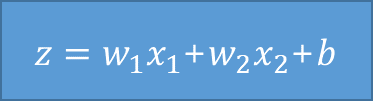 z = w₁x₁+w₂x₂+b